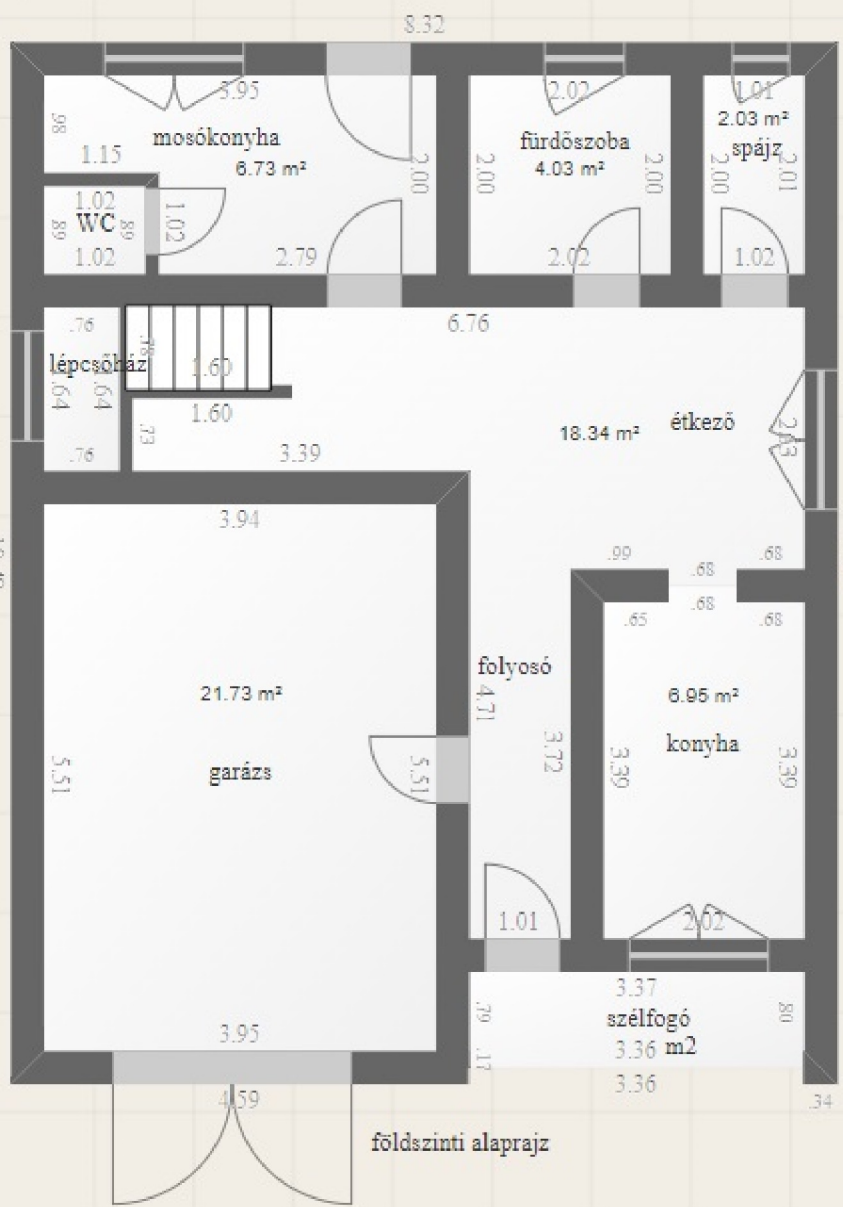 8.32
3.95
2.02
1.01
.98
mosókonyha
6.73 m²
fürdőszoba
4.03 m²
2.03 m²
spájz
1.15
2.00
2.00
2.00
2.00
2.01
1.02
WC
.89
.89
1.02
1.02
2.79
2.02
1.02
.76
6.76
lépcsőház
.78
1.60
1.64
1.64
1.60
.73
.76
3.39
18.34 m²
étkező
3.94
.99
.68
.68
.68
.65
.68
folyosó
4.71
3.72
21.73 m²
garázs
5.51
5.51
6.95 m²
konyha
3.39
3.39
1.01
2.02
3.95
3.37
.79
szélfogó
.80
3.36 m2
3.36
4.59
.34
földszinti alaprajz